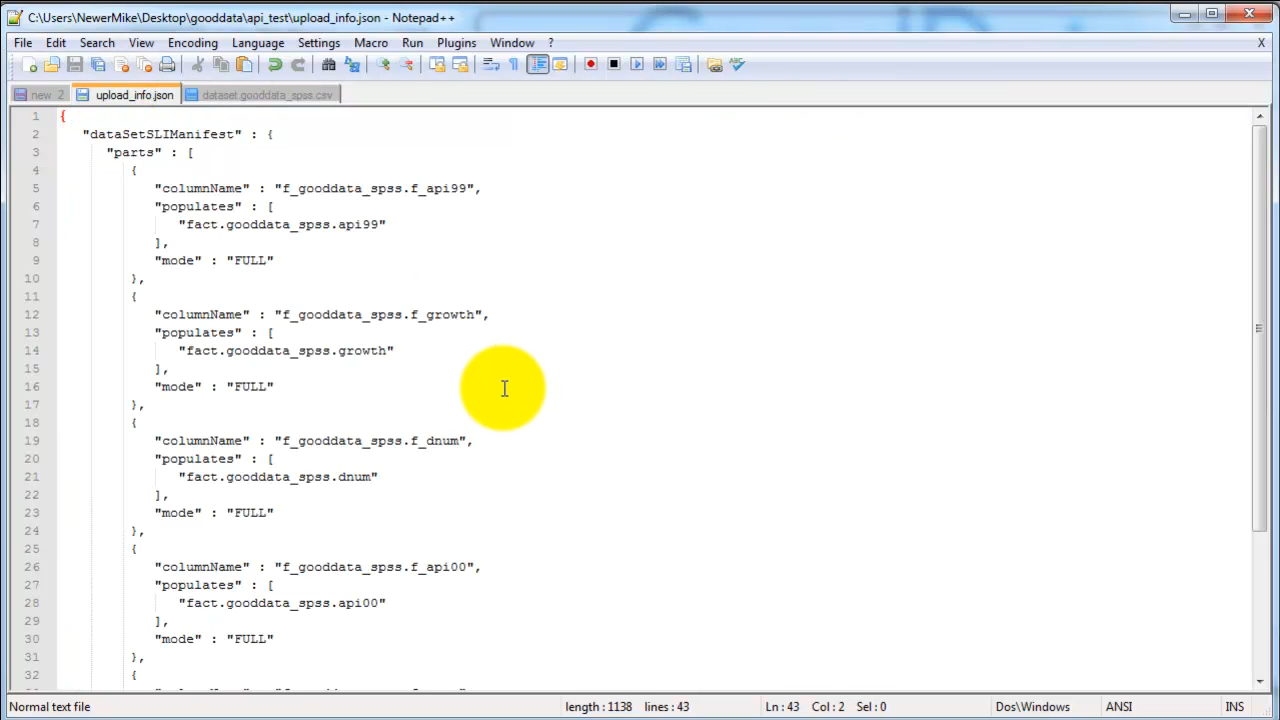 C:\Users\NewerMike\Desktop\gooddata\api_test\upload_info.json - Notepad++
File Edit Search View Encoding Language Settings Macro Run Plugins Window ? X
new 2 upload_info.json dataset.gooddata_spss.csv
1 {
2 "dataSetSLIManifest" : {
3 "parts" : [
4 {
5 "columnName" : "f_gooddata_spss.f_api99",
6 "populates" : [
7 "fact.gooddata_spss.api99"
8 ],
9 "mode" : "FULL"
10 },
11 {
12 "columnName" : "f_gooddata_spss.f_growth",
13 "populates" : [
14 "fact.gooddata_spss.growth"
15 ],
16 "mode" : "FULL"
17 },
18 {
19 "columnName" : "f_gooddata_spss.f_dnum",
20 "populates" : [
21 "fact.gooddata_spss.dnum"
22 ],
23 "mode" : "FULL"
24 },
25 {
26 "columnName" : "f_gooddata_spss.f_api00",
27 "populates" : [
28 "fact.gooddata_spss.api00"
29 ],
30 "mode" : "FULL"
31 },
32 {
Normal text file length : 1138 lines : 43 Ln : 43 Col : 2 Sel : 0 Dos\Windows ANSI INS